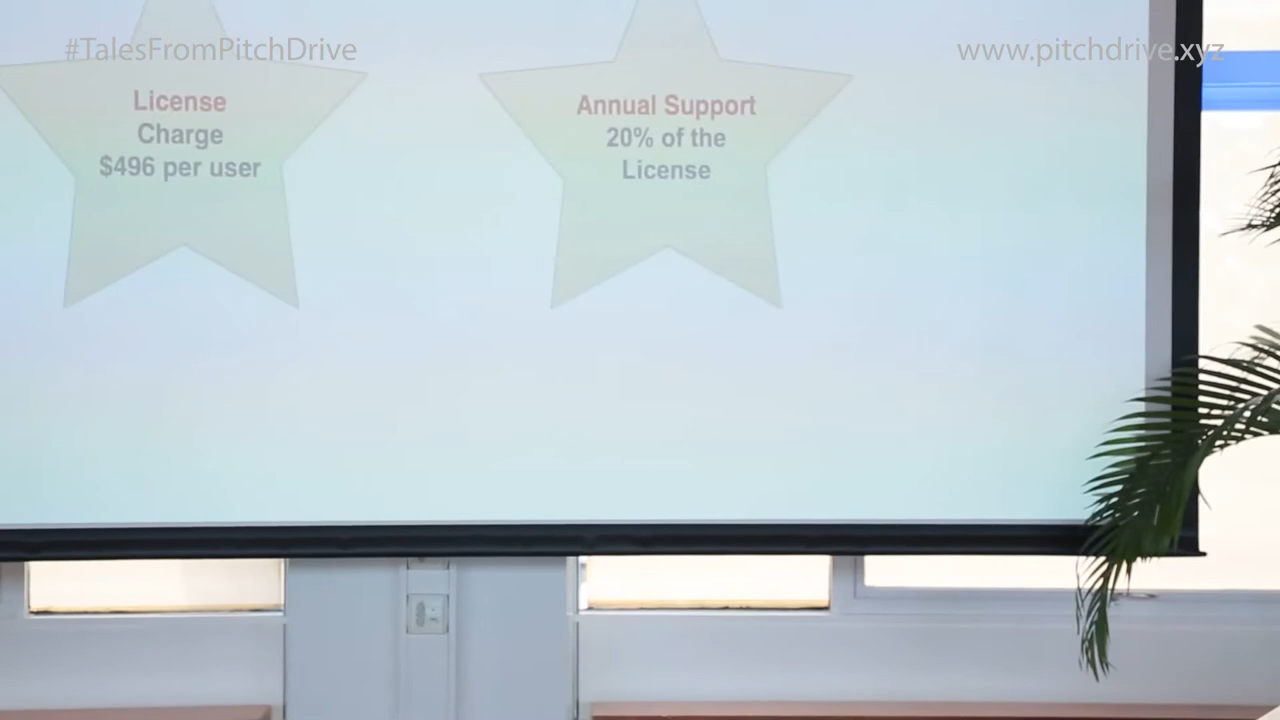 #TalesFromPitchDrive
www.pitchdrive.xyz
License
Charge
$496 per user
Annual Support
20% of the
License